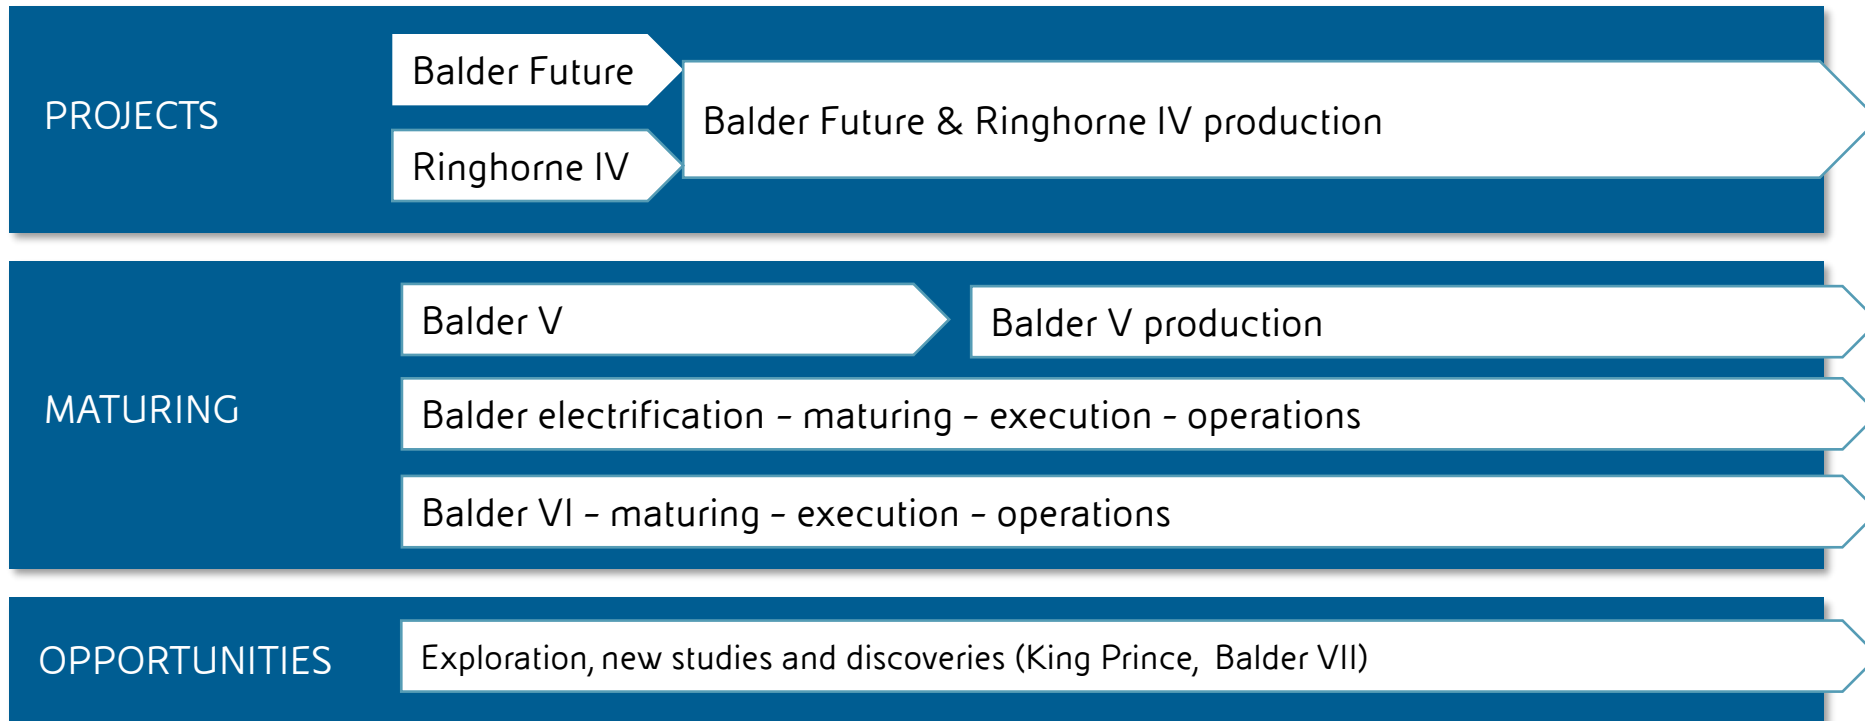 PROJECTS
Balder Future
Ringhorne IV
Balder Future & Ringhorne IV production
MATURING
Balder V
Balder V production
Balder electrification - maturing - execution - operations
Balder VI - maturing - execution - operations
OPPORTUNITIES
Exploration, new studies and discoveries (King Prince, Balder VII)